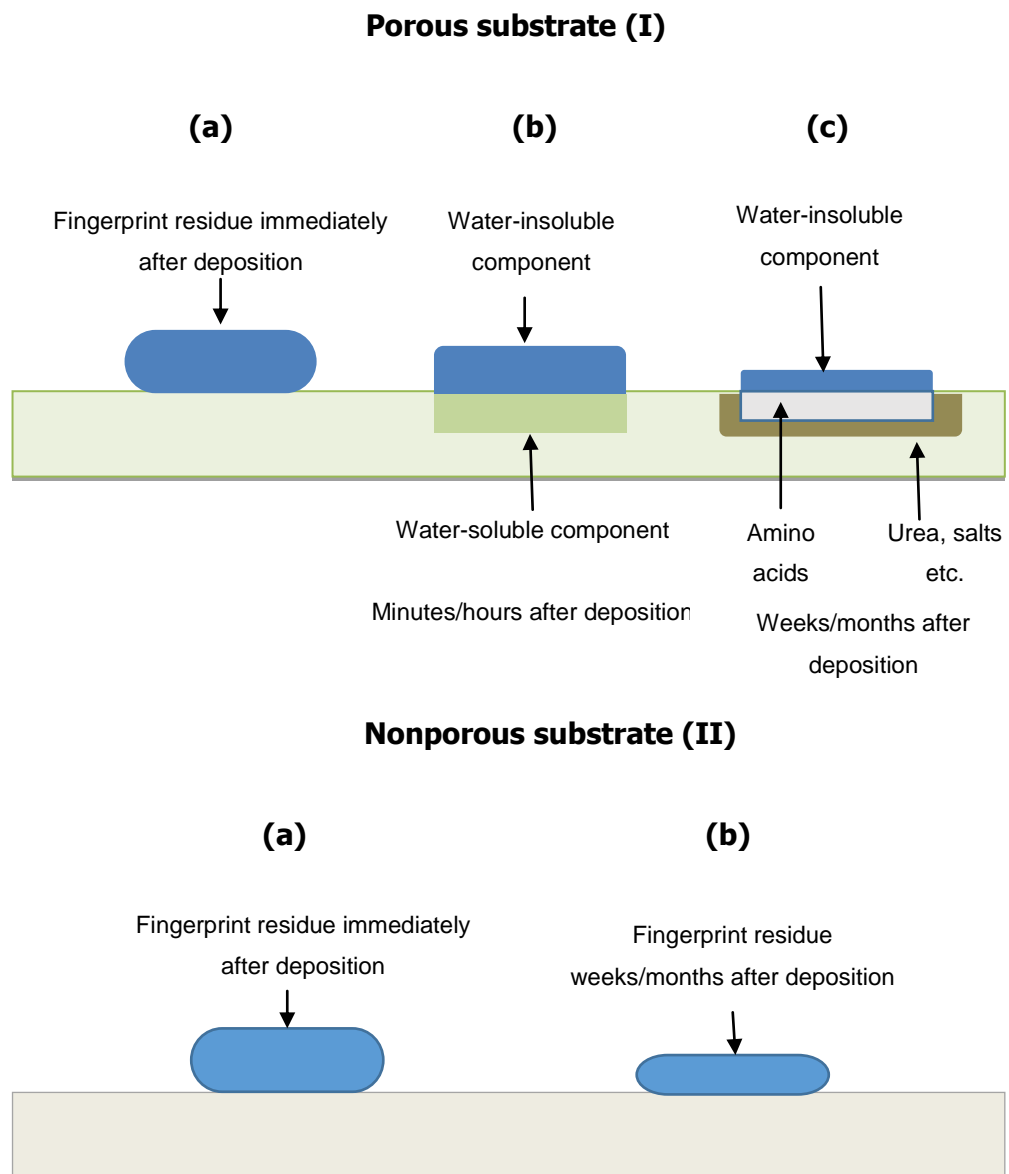 Porous substrate (I)
(a)
(b)
(c)
Fingerprint residue immediately
after deposition
Water-insoluble
component
Water-insoluble
component
Water-soluble component
Amino
acids
Urea, salts
etc.
Minutes/hours after deposition
Weeks/months after
deposition
Nonporous substrate (II)
(a)
(b)
Fingerprint residue immediately
after deposition
Fingerprint residue
weeks/months after deposition